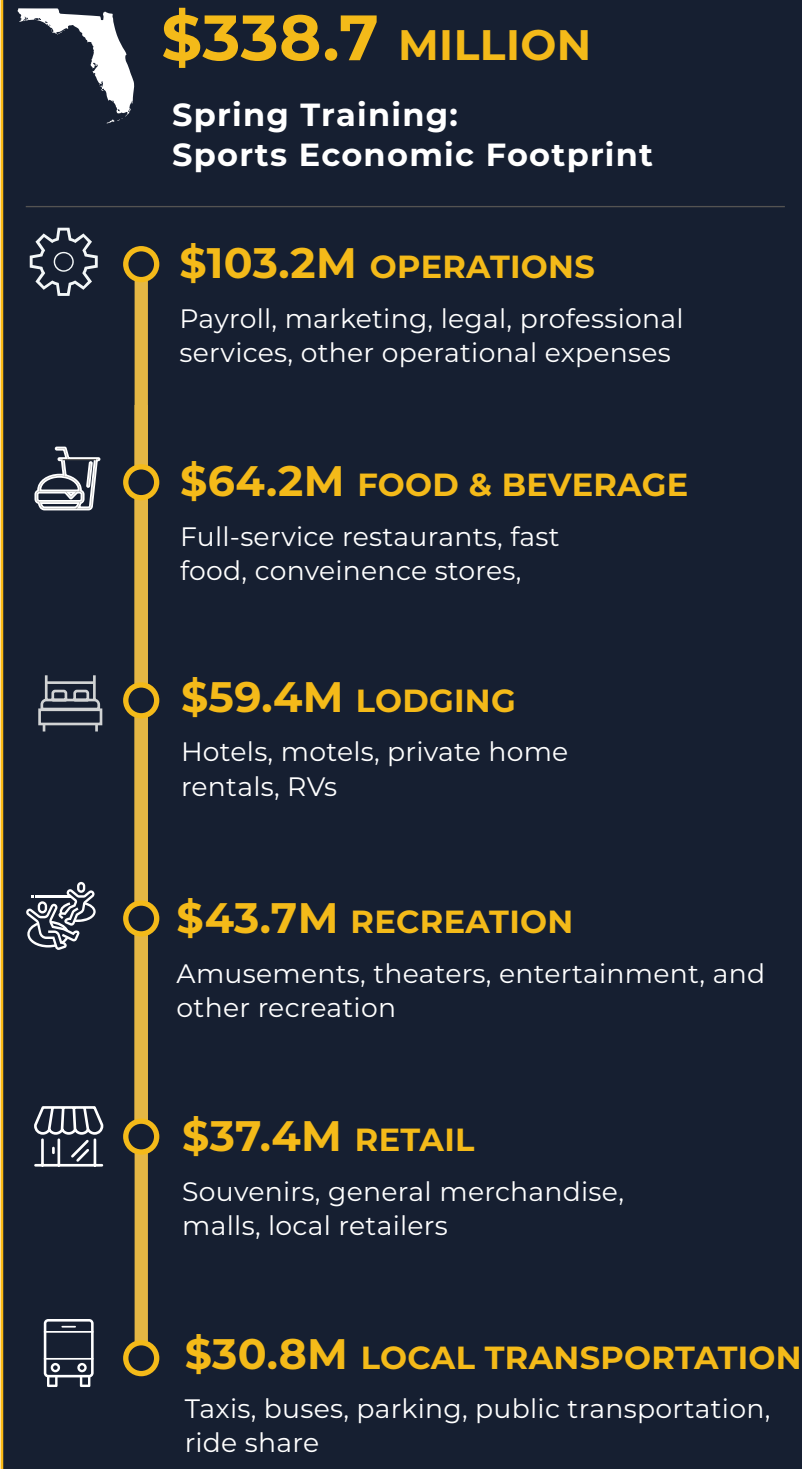 $338.7 MILLION
Spring Training:
Sports Economic Footprint
$103.2M OPERATIONS
Payroll, marketing, legal, professional
services, other operational expenses
$64.2M FOOD & BEVERAGE
Full-service restaurants, fast
food, conveinence stores,
$59.4M LODGING
Hotels, motels, private home
rentals, RVs
$43.7M RECREATION
Amusements, theaters, entertainment, and
other recreation
$37.4M RETAIL
Souvenirs, general merchandise,
malls, local retailers
$30.8M LOCAL TRANSPORTATION
Taxis, buses, parking, public transportation,
ride share